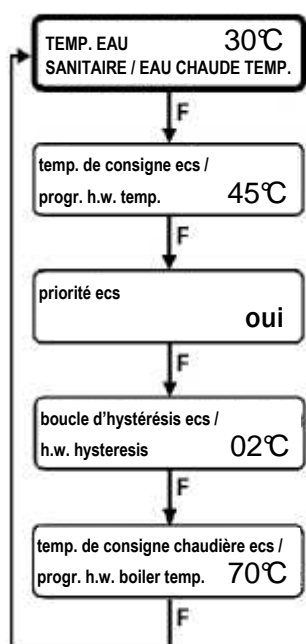 TEMP. EAU 30℃
SANITAIRE / EAU CHAUDE TEMP.
F
temp. de consigne ecs /
progr. h.w. temp. 45℃
F
priorité ecs
oui
F
boucle d'hystérésis ecs /
h.w. hysteresis 02℃
F
temp. de consigne chaudière ecs /
progr. h.w. boiler temp. 70℃
F